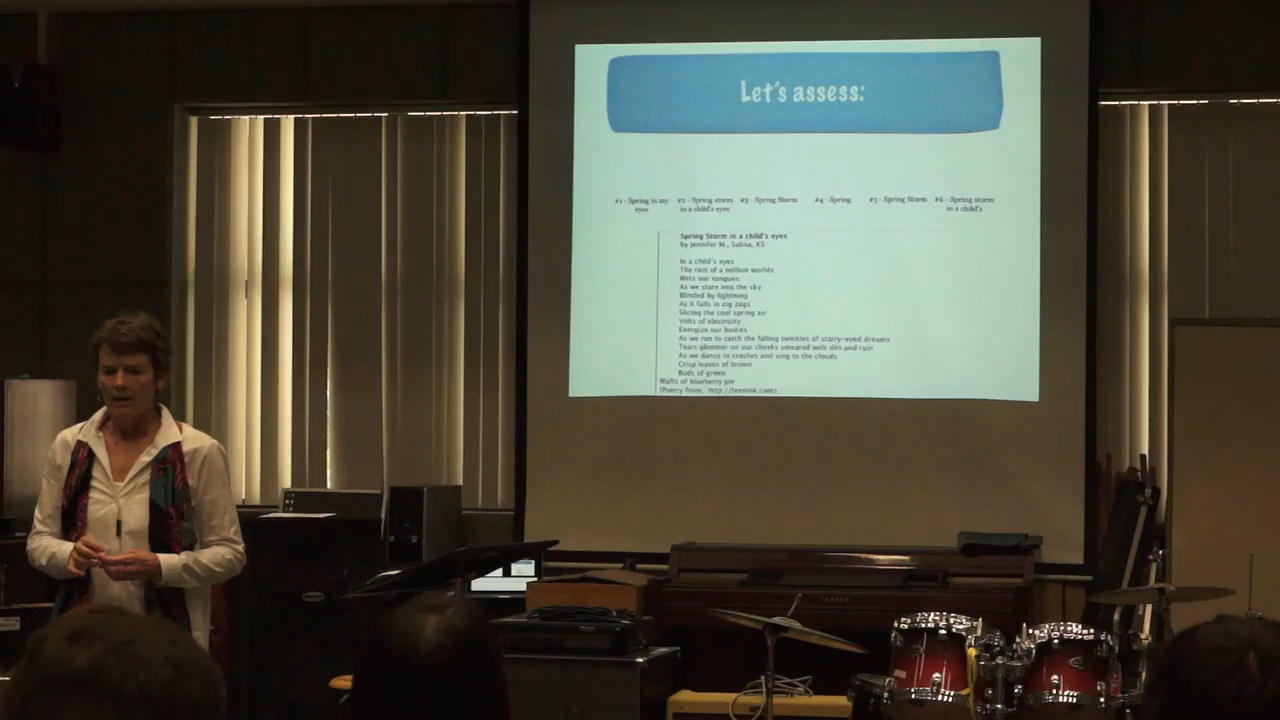 Let's assess:
#1 - Spring in my eyes
#2 - Spring storm in a child's eyes
#3 - Spring Storm
#4 - Spring
#5 - Spring Storm
#6 - Spring storm in a child's
Spring Storm in a child's eyes
by Jennifer M., Salina, KS
In a child's eyes
The rain of a million worlds
Wets our tongues
As we stare into the sky
Blinded by lightning
As it falls in zig zags
Slicing the cool spring air
Volts of electricity
Energize our bodies
As we run to catch the falling twinkles of starry-eyed dreams
Tears glimmer on our cheeks smeared with dirt and rain
As we dance to crashes and sing to the clouds
Crisp leaves of brown
Buds of green
Wafts of blueberry pie
(Poetry from: http://teenink.com)
YAMAHA